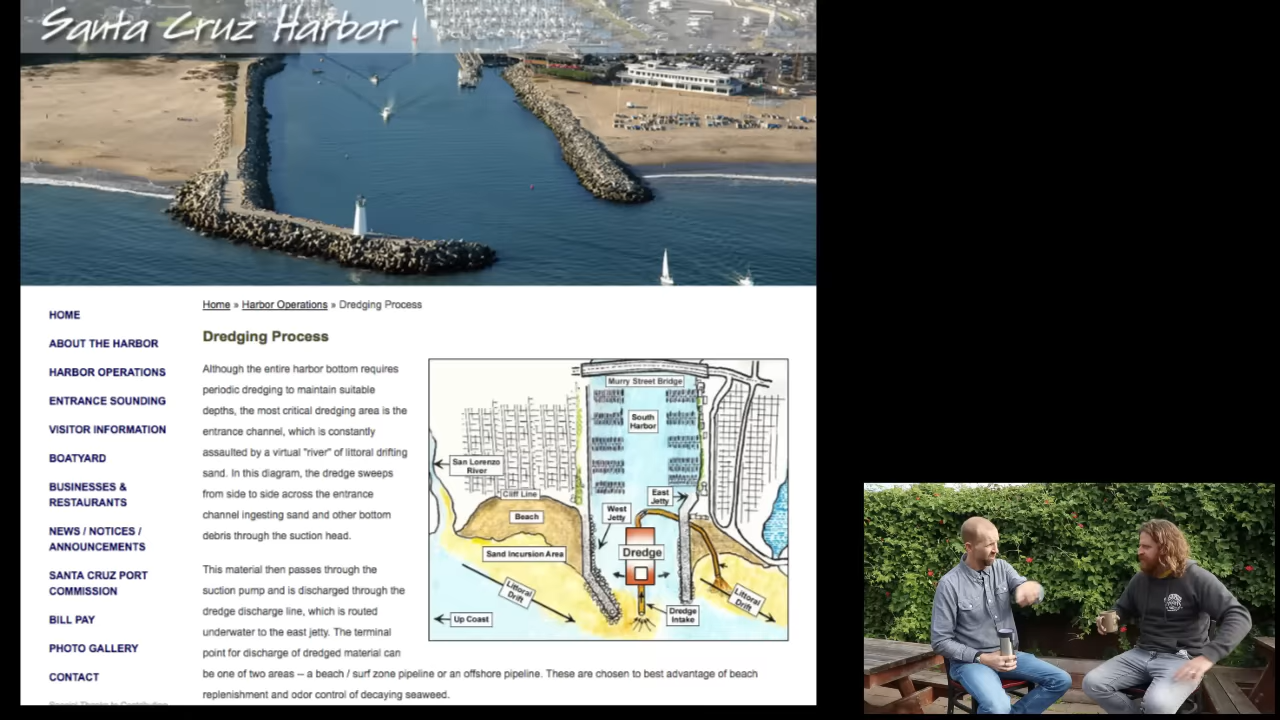 Santa Cruz Harbor
HOME
ABOUT THE HARBOR
HARBOR OPERATIONS
ENTRANCE SOUNDING
VISITOR INFORMATION
BOATYARD
BUSINESSES &
RESTAURANTS
NEWS / NOTICES /
ANNOUNCEMENTS
SANTA CRUZ PORT
COMMISSION
BILL PAY
PHOTO GALLERY
CONTACT
Home » Harbor Operations » Dredging Process
Dredging Process
Although the entire harbor bottom requires
periodic dredging to maintain suitable
depths, the most critical dredging area is the
entrance channel, which is constantly
assaulted by a virtual "river" of littoral drifting
sand. In this diagram, the dredge sweeps
from side to side across the entrance
channel ingesting sand and other bottom
debris through the suction head.
This material then passes through the
suction pump and is discharged through the
dredge discharge line, which is routed
underwater to the east jetty. The terminal
point for discharge of dredged material can
be one of two areas -- a beach / surf zone pipeline or an offshore pipeline. These are chosen to best advantage of beach
replenishment and odor control of decaying seaweed.
Murry Street Bridge
South
Harbor
San Lorenzo
River
Cliff Line
East
Jetty
West
Jetty
Beach
Sand Incursion Area
Dredge
Littoral
Drift
Littoral
Drift
Up Coast
Dredge
Intake